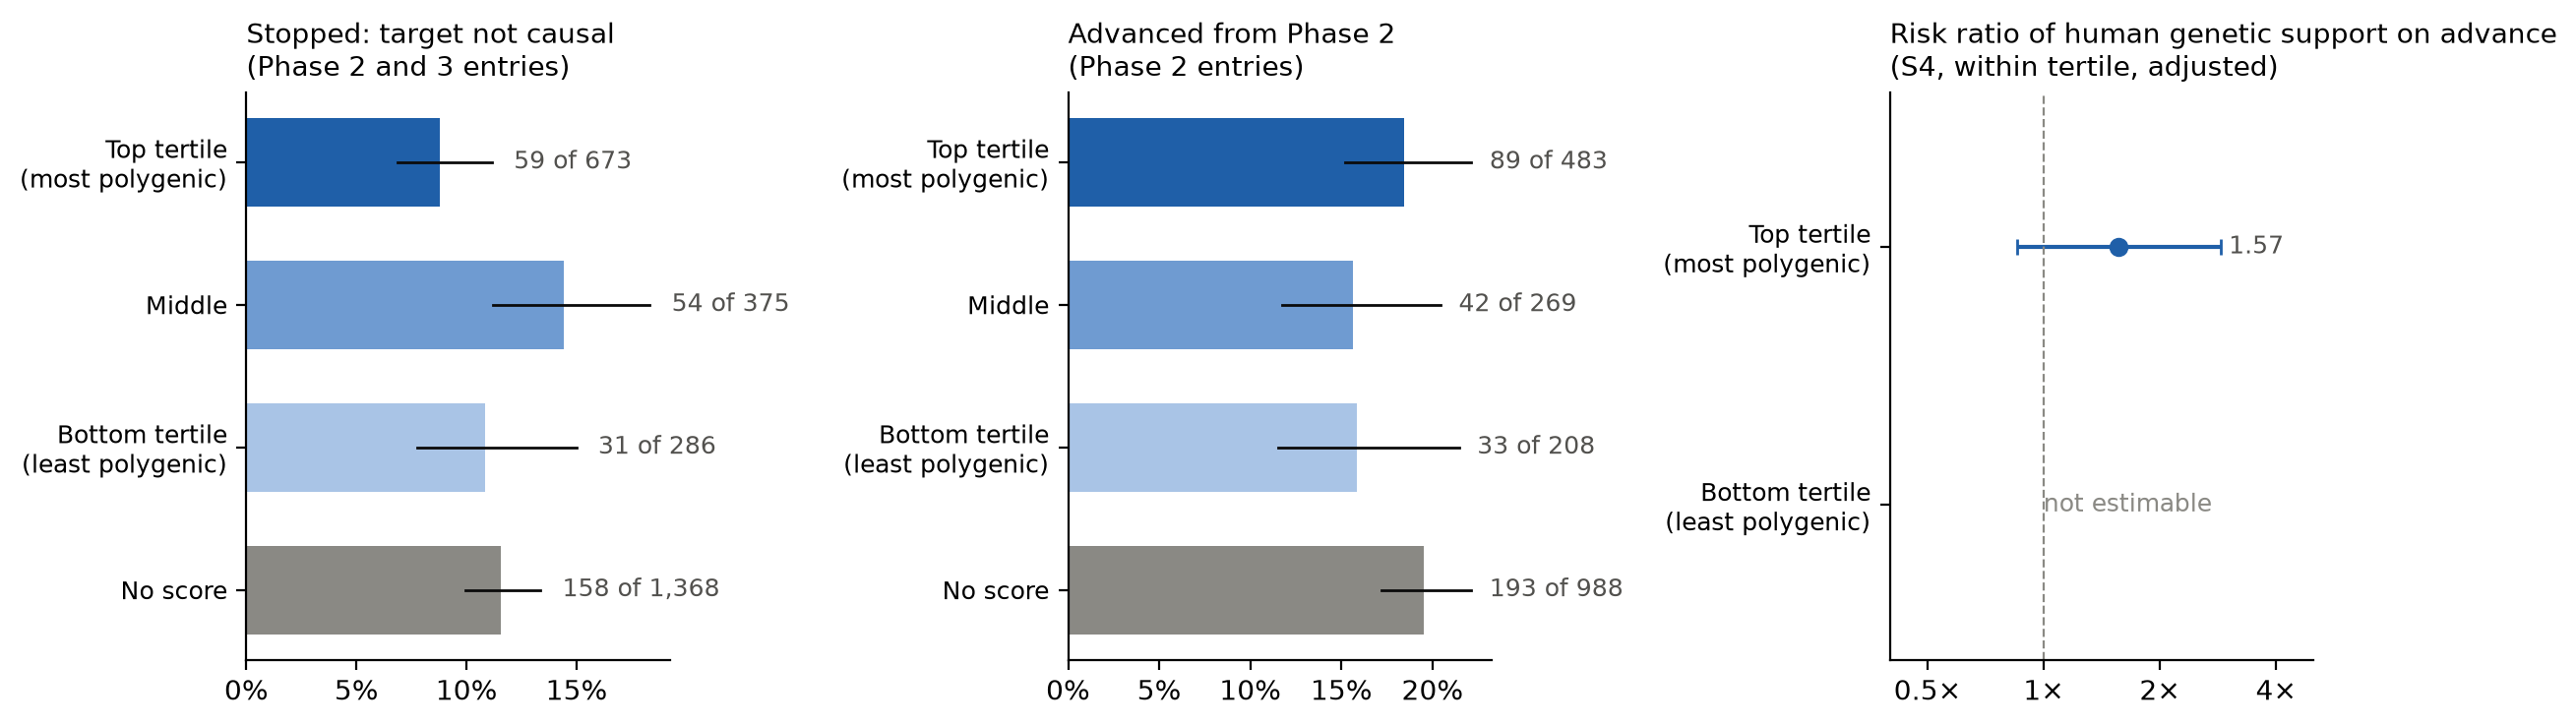 Stopped: target not causal
(Phase 2 and 3 entries)
Top tertile
(most polygenic)
59 of 673
Middle
54 of 375
Bottom tertile
(least polygenic)
31 of 286
No score
158 of 1,368
0%
5%
10%
15%
Advanced from Phase 2
(Phase 2 entries)
Top tertile
(most polygenic)
89 of 483
Middle
42 of 269
Bottom tertile
(least polygenic)
33 of 208
No score
193 of 988
0%
5%
10%
15%
20%
Risk ratio of human genetic support on advance
(S4, within tertile, adjusted)
Top tertile
(most polygenic)
1.57
Bottom tertile
(least polygenic)
not estimable
0.5×
1×
2×
4×